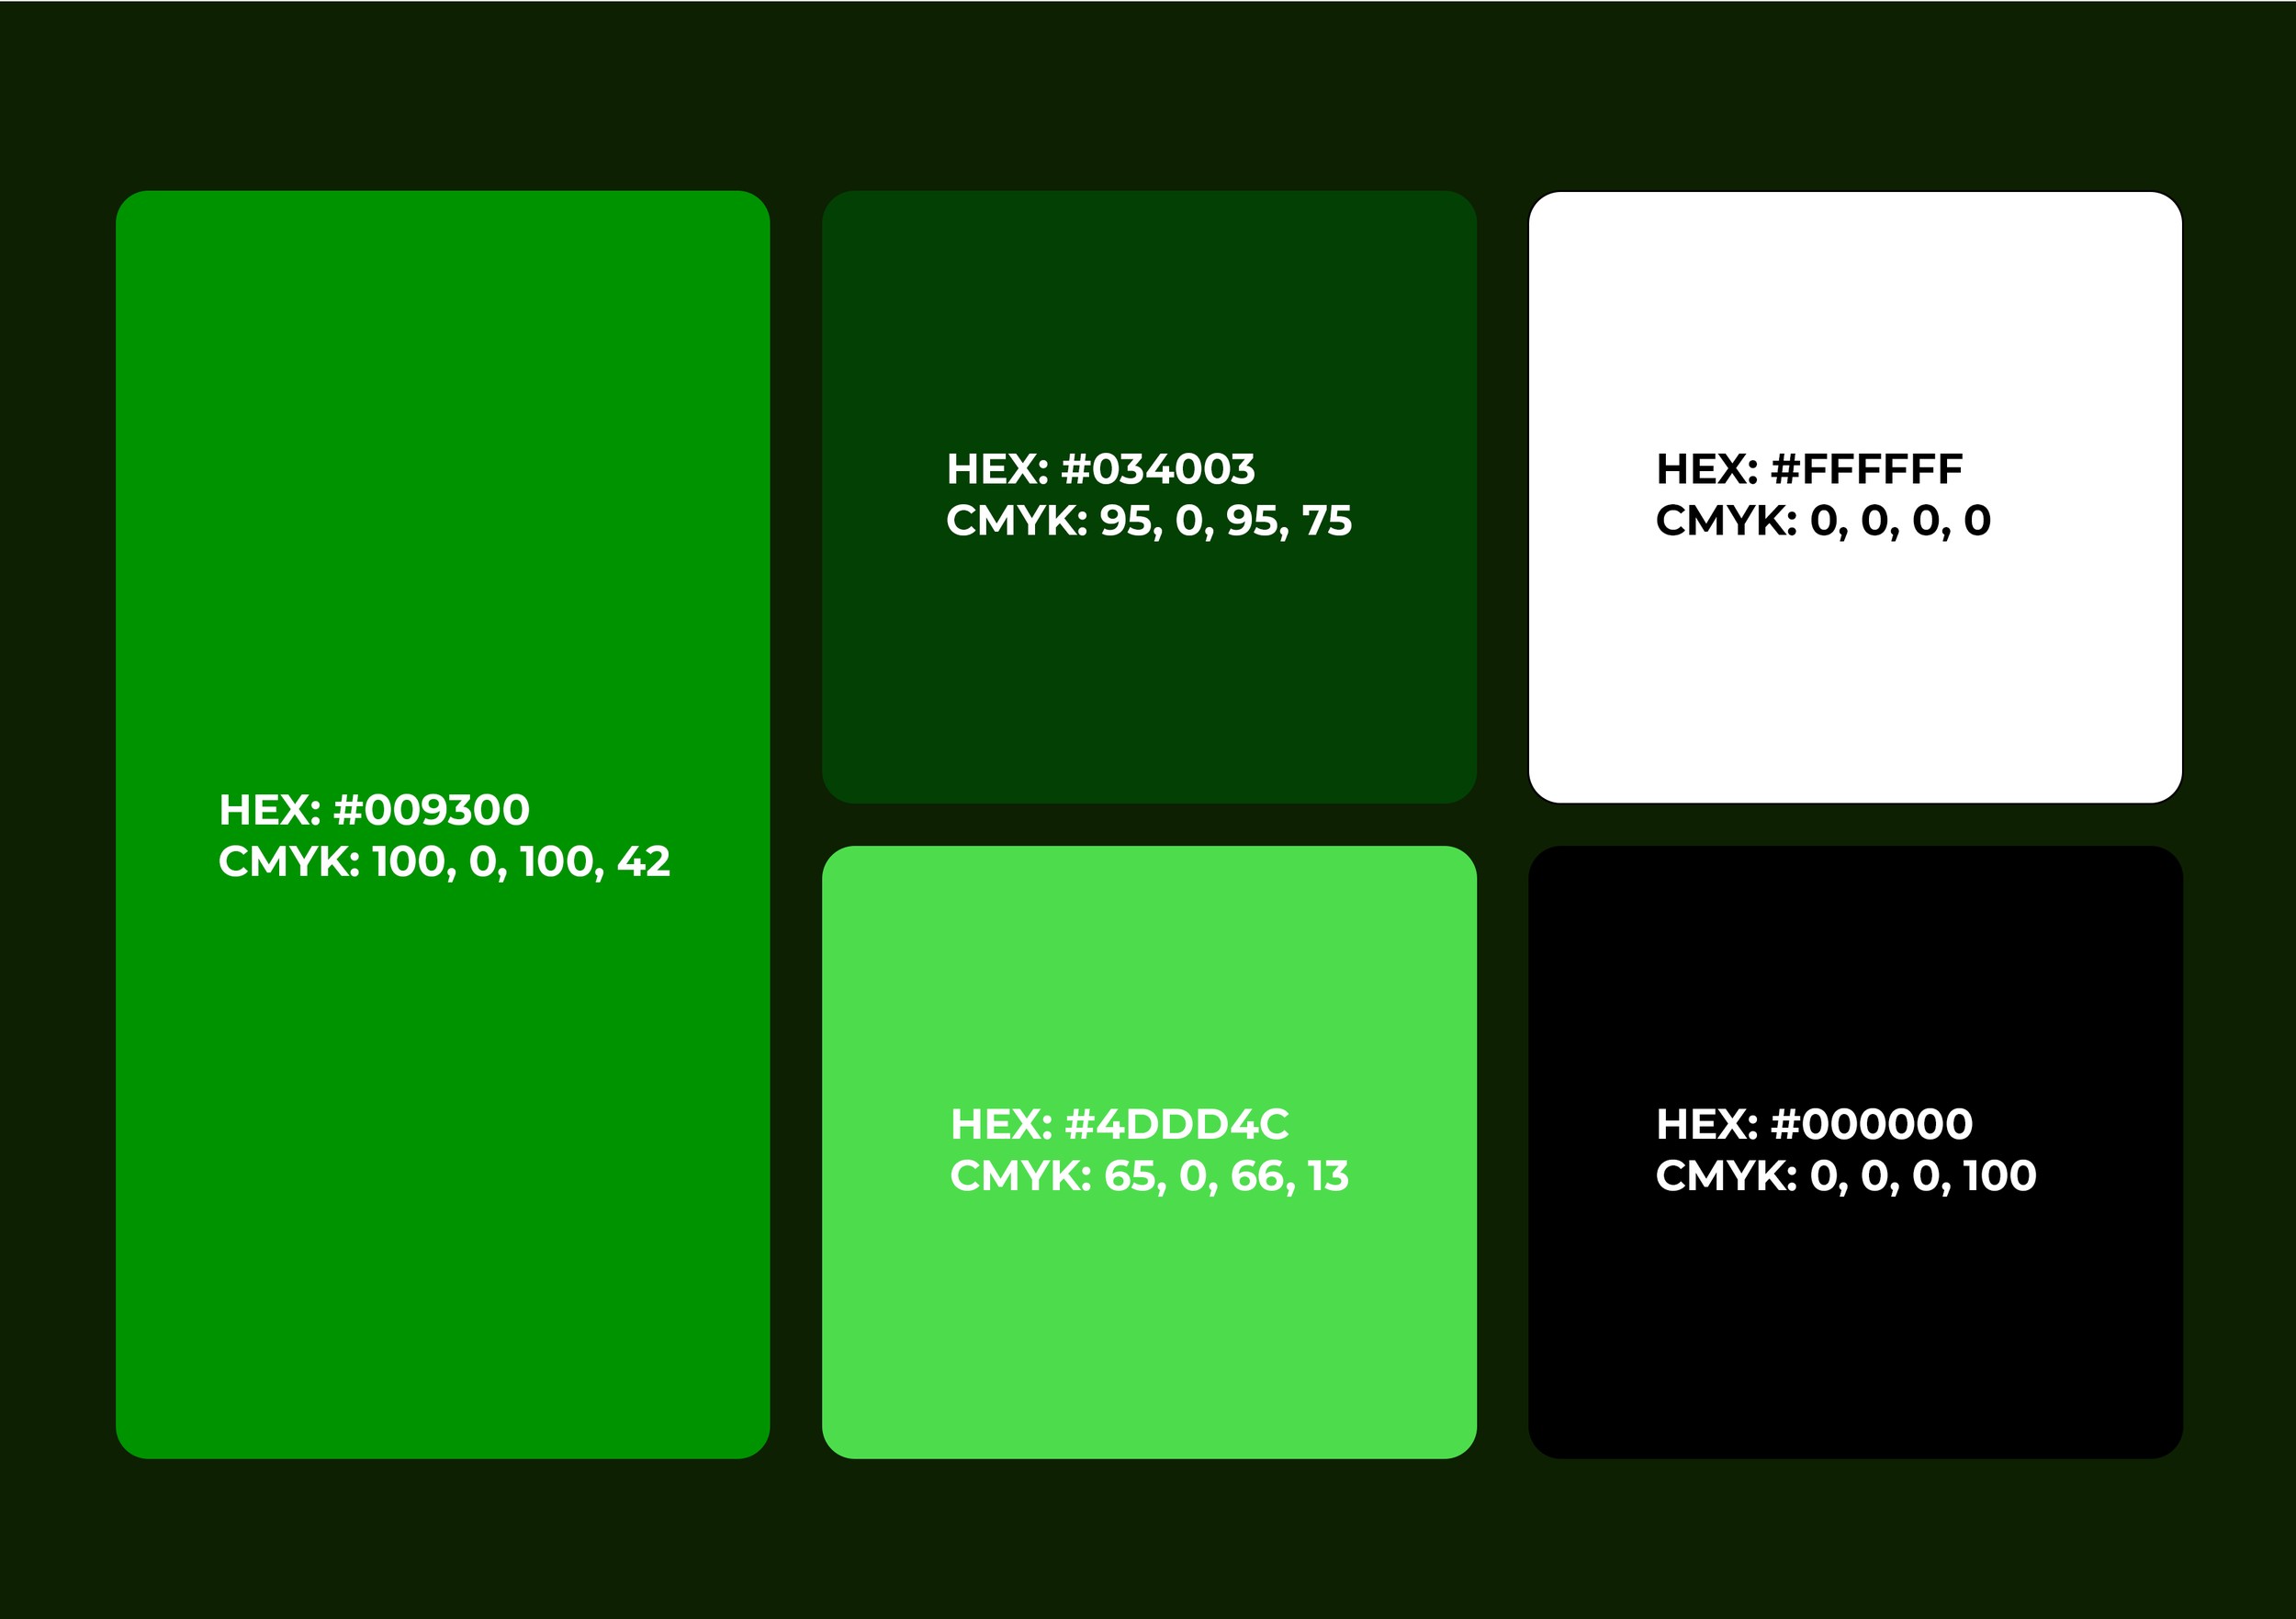 HEX: #009300
CMYK: 100, 0, 100, 42
HEX: #034003
CMYK: 95, 0, 95, 75
HEX: #FFFFFF
CMYK: 0, 0, 0, 0
HEX: #4DDD4C
CMYK: 65, 0, 66, 13
HEX: #000000
CMYK: 0, 0, 0, 100